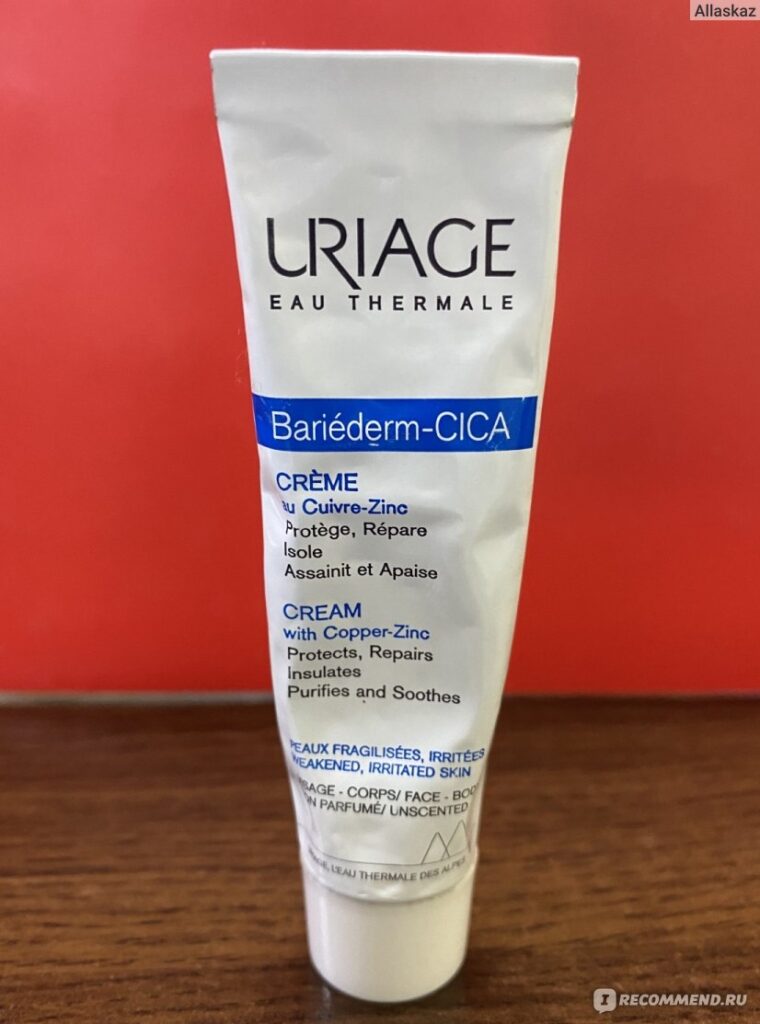 Allaskaz
URIAGE
EAU THERMALE
Bariéderm-CICA
CRÈME
au Cuivre-Zinc
Protège, Répare
Isole
Assainit et Apaise
CREAM
with Copper-Zinc
Protects, Repairs
Insulates
Purifies and Soothes
PEAUX FRAGILISÉES, IRRITÉES
WEAKENED, IRRITATED SKIN
- CORPS/ FACE - BODY
PARFUMÉ/ UNSCENTED
L'EAU THERMALE DES ALPES
IRECOMMEND.RU